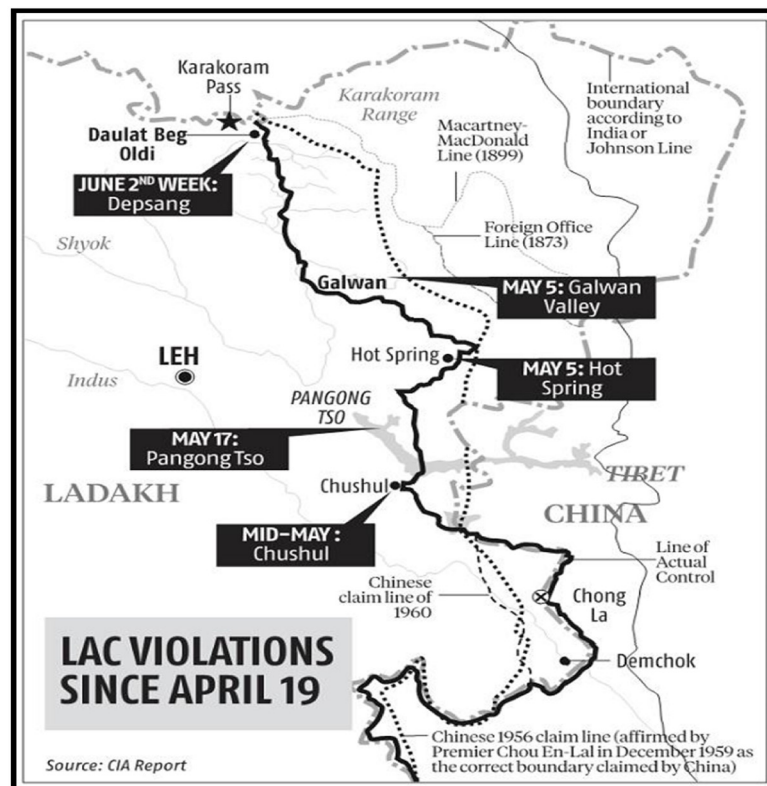 Karakoram
Pass
Karakoram
Range
International
boundary
according to
India or
Johnson Line
Macartney-
MacDonald
Line (1899)
Daulat Beg
Oldi
JUNE 2ND WEEK:
Depsang
Foreign Office
Line (1873)
Shyok
Galwan
MAY 5: Galwan
Valley
LEH
Hot Spring
MAY 5: Hot
Spring
Indus
PANGONG
TSO
MAY 17:
Pangong Tso
TIBET
LADAKH
Chushul
CHINA
MID-MAY :
Chushul
Line of
Actual
Control
Chinese
claim line of
1960
Chong
La
LAC VIOLATIONS
SINCE APRIL 19
Demchok
Chinese 1956 claim line (affirmed by
Premier Chou En-Lal in December 1959 as
the correct boundary claimed by China)
Source: CIA Report